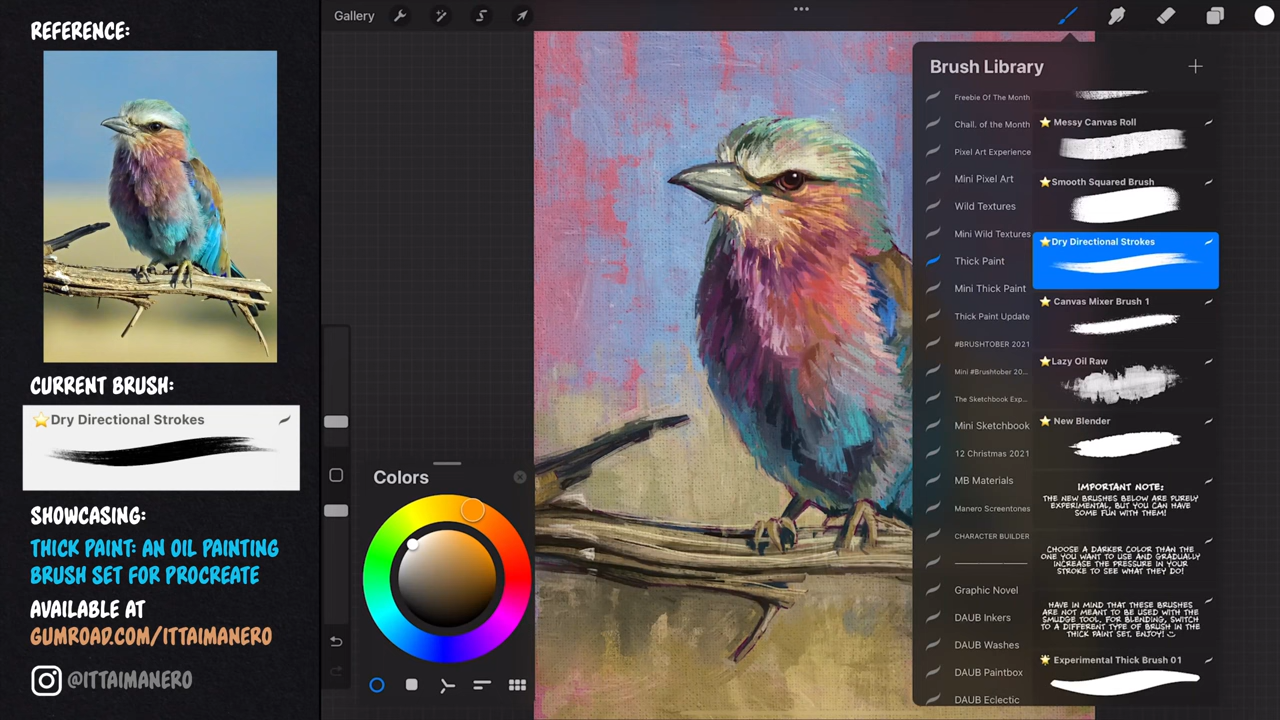 REFERENCE:
CURRENT BRUSH:
⭐Dry Directional Strokes
SHOWCASING:
THICK PAINT: AN OIL PAINTING
BRUSH SET FOR PROCREATE
AVAILABLE AT
GUMROAD.COM/ITTAIMANERO
@ITTAIMANERO
Gallery
Colors
Brush Library
Freebie Of The Month
Chall. of the Month
Pixel Art Experience
Mini Pixel Art
Wild Textures
Mini Wild Textures
Thick Paint
Mini Thick Paint
Thick Paint Update
#BRUSHTOBER 2021
Mini #Brushtober 20...
The Sketchbook Exp...
Mini Sketchbook
12 Christmas 2021
MB Materials
Manero Screentones
CHARACTER BUILDER
Graphic Novel
DAUB Inkers
DAUB Washes
DAUB Paintbox
DAUB Eclectic
⭐ Messy Canvas Roll
⭐Smooth Squared Brush
⭐Dry Directional Strokes
⭐ Canvas Mixer Brush 1
⭐Lazy Oil Raw
⭐ New Blender
IMPORTANT NOTE:
THE NEW BRUSHES BELOW ARE PURELY
EXPERIMENTAL, BUT YOU CAN HAVE
SOME FUN WITH THEM!
CHOOSE A DARKER COLOR THAN THE
ONE YOU WANT TO USE AND GRADUALLY
INCREASE THE PRESSURE IN YOUR
STROKE TO SEE WHAT THEY DO!
HAVE IN MIND THAT THESE BRUSHES
ARE NOT MEANT TO BE USED WITH THE
SMUDGE TOOL. FOR BLENDING, SWITCH
TO A DIFFERENT TYPE OF BRUSH IN THE
THICK PAINT SET. ENJOY! :)
🌟 Experimental Thick Brush 01